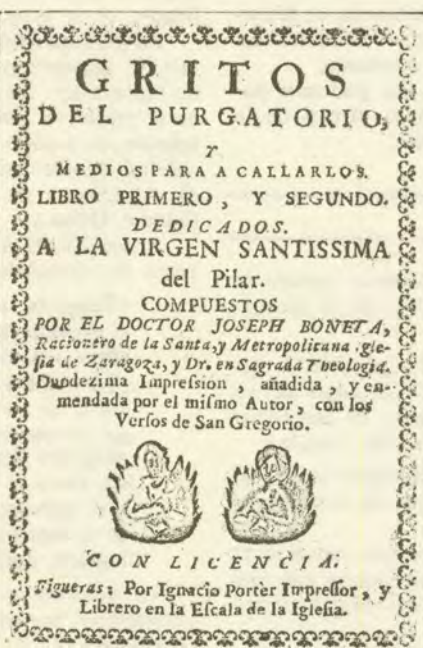 GRITOS
DEL PURGATORIO,
Y
MEDIOS PARA ACALLARLOS.
LIBRO PRIMERO, Y SEGUNDO.
DEDICADOS.
A LA VIRGEN SANTISSIMA
del Pilar.
COMPUESTOS
POR EL DOCTOR JOSEPH BONETA,
Racionero de la Santa, y Metropolitana Igle-
sia de Zaragoza, y Dr. en Sagrada Theologia.
Duodezima Impreſsion, añadida, y en-
mendada por el miſmo Autor, con los
Verſos de San Gregorio.
CON LICENCIA:
Figueras: Por Ignacio Portèr Impreſſor, y
Librero en la Eſcala de la Igleſia.